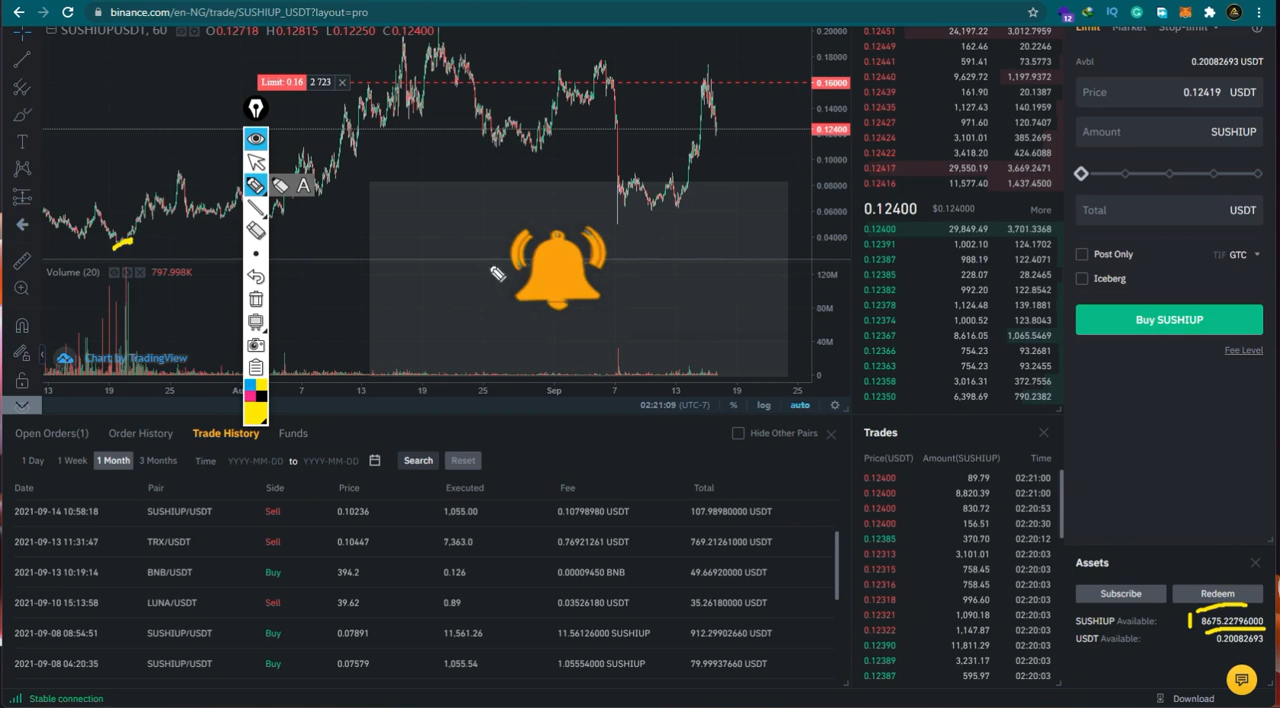 binance.com/en-NG/trade/SUSHIUP_USDT?layout=pro
12
SUSHIUPUSDT, 60 O0.12718 H0.12815 L0.12250 C0.12400
Limit: 0.16 2 723
A
0.20000
0.18000
0.16000
0.14000
0.12400
0.10000
0.08000
0.06000
0.04000
Volume (20) 797.998K
120M
80M
40M
0
Chart by TradingView
13 19 25 Au 7 13 19 25 Sep 7 13 19 25
02:21:09 (UTC-7) % log auto
0.12451 24,197.22 3,012.7959
0.12449 162.46 20.2246
0.12441 591.41 73.5773
0.12440 9,629.72 1,197.9372
0.12439 161.90 20.1389
0.12435 1,127.43 140.1959
0.12427 971.60 120.7407
0.12424 3,101.01 385.2695
0.12422 3,418.20 424.6088
0.12417 29,550.19 3,669.2471
0.12416 11,577.40 1,437.4500
0.12400 $0.124000 More
0.12400 29,849.49 3,701.3368
0.12391 1,002.10 124.1702
0.12387 988.19 122.4071
0.12385 228.07 28.2465
0.12382 992.20 122.8542
0.12378 1,124.48 139.1881
0.12374 1,000.52 123.8043
0.12367 8,616.05 1,065.5469
0.12366 754.23 93.2681
0.12363 754.23 93.2455
0.12358 3,016.31 372.7556
0.12350 6,398.69 790.2382
Limit Market Stop-limit
Avbl 0.20082693 USDT
Price 0.12419 USDT
Amount SUSHIUP
Total USDT
Post Only TIF GTC
Iceberg
Buy SUSHIUP
Fee Level
Open Orders(1) Order History Trade History Funds Hide Other Pairs
1 Day 1 Week 1 Month 3 Months Time YYYY-MM-DD to YYYY-MM-DD Search Reset
Date Pair Side Price Executed Fee Total
2021-09-14 10:58:18 SUSHIUP/USDT Sell 0.10236 1,055.00 0.10798980 USDT 107.98980000 USDT
2021-09-13 11:31:47 TRX/USDT Sell 0.10447 7,363.0 0.76921261 USDT 769.21261000 USDT
2021-09-13 10:19:14 BNB/USDT Buy 394.2 0.126 0.00009450 BNB 49.66920000 USDT
2021-09-10 15:13:58 LUNA/USDT Sell 39.62 0.89 0.03526180 USDT 35.26180000 USDT
2021-09-08 08:54:51 SUSHIUP/USDT Buy 0.07891 11,561.26 11.56126000 SUSHIUP 912.29902660 USDT
2021-09-08 04:20:35 SUSHIUP/USDT Buy 0.07579 1,055.54 1.05554000 SUSHIUP 79.99937660 USDT
Trades
Price(USDT) Amount(SUSHIUP) Time
0.12400 89.79 02:21:00
0.12400 8,820.39 02:21:00
0.12400 830.72 02:20:53
0.12400 156.51 02:20:30
0.12385 370.70 02:20:12
0.12313 3,101.01 02:20:03
0.12315 758.45 02:20:03
0.12316 758.45 02:20:03
0.12318 996.60 02:20:03
0.12321 1,090.18 02:20:03
0.12322 1,147.87 02:20:03
0.12390 11,811.29 02:20:03
0.12389 3,231.17 02:20:03
0.12387 595.97 02:20:03
Assets
Subscribe Redeem
SUSHIUP Available: 8675.22796000
USDT Available: 0.20082693
Stable connection
Download